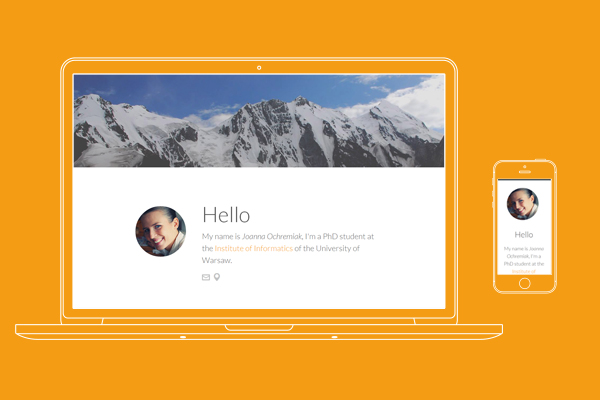 Hello
My name is Joanna Ochremiak, I'm a PhD student at
the Institute of Informatics of the University of
Warsaw.
Hello
My name is Joanna
Ochremiak, I'm a
PhD student at the
Institute of